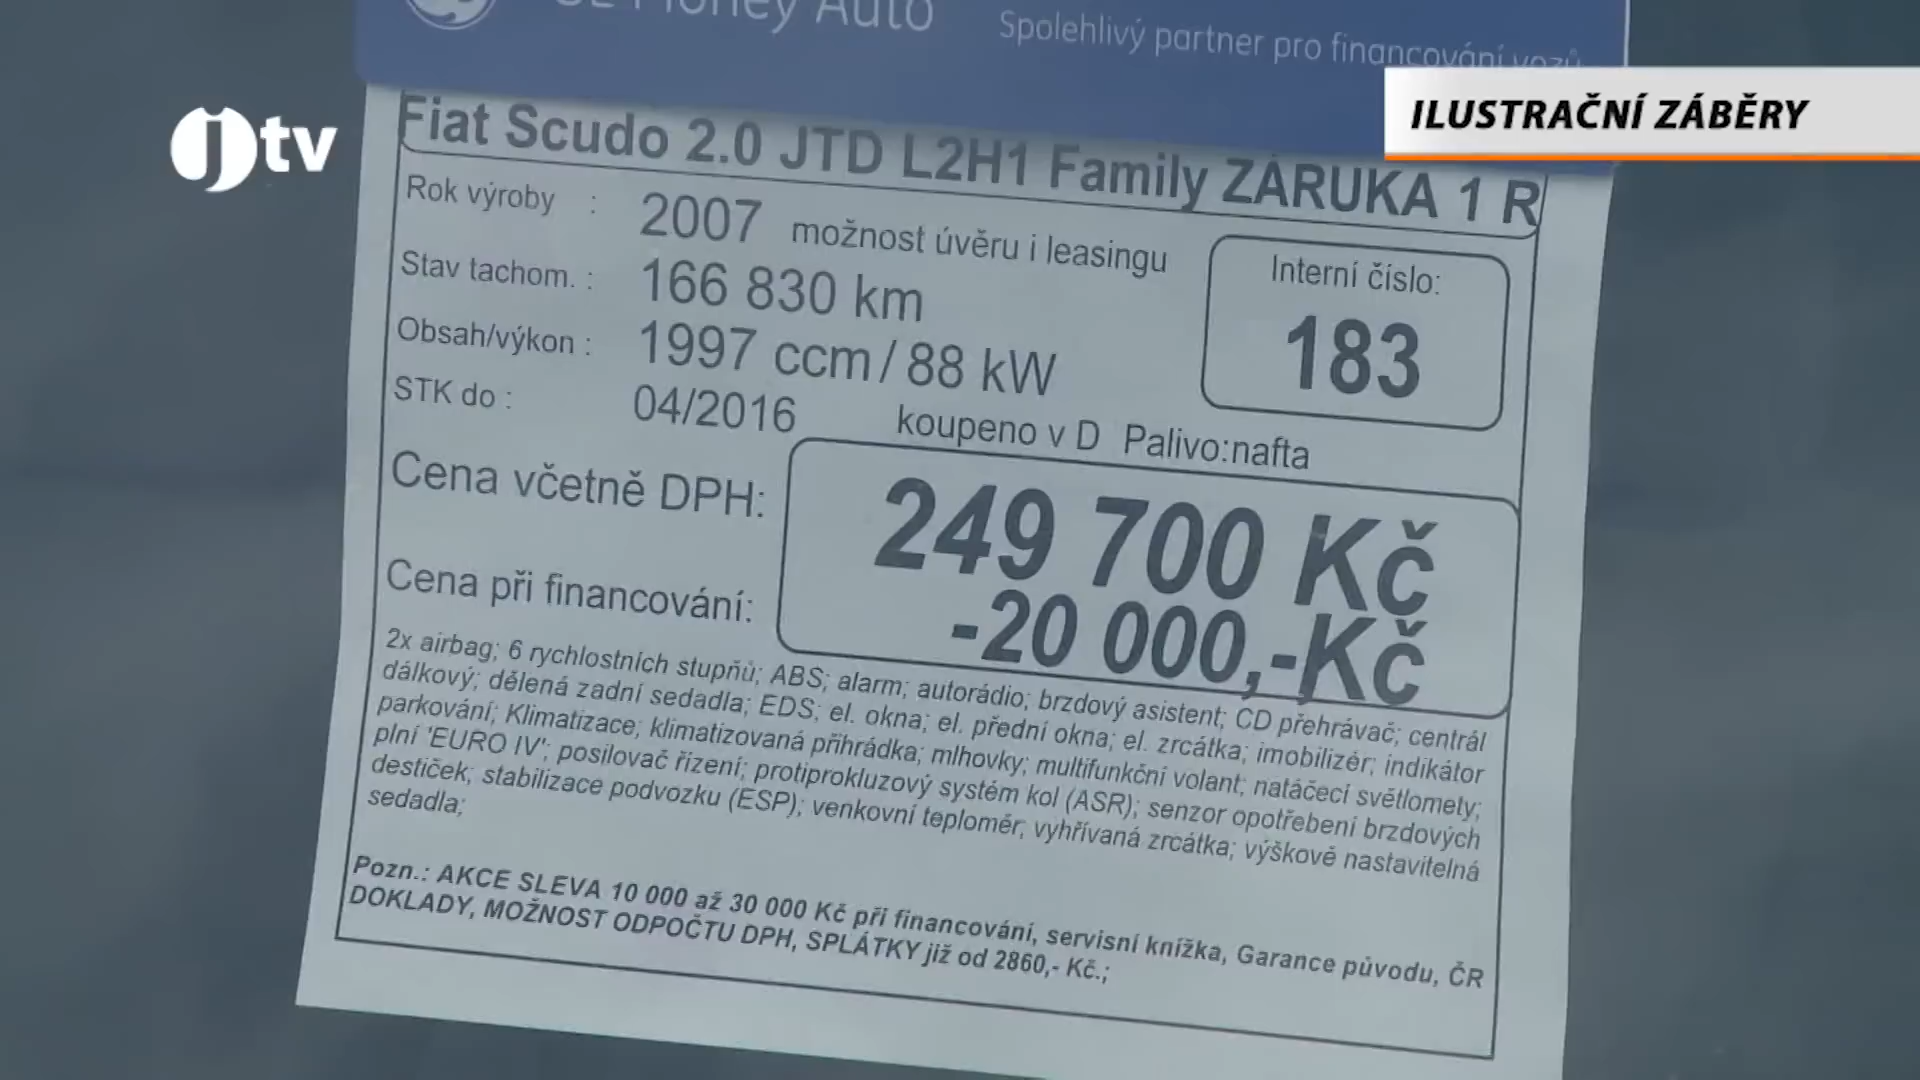 Money Auto
Spolehlivý partner pro financování vozů
jtv
ILUSTRAČNÍ ZÁBĚRY
Fiat Scudo 2.0 JTD L2H1 Family ZÁRUKA 1 R
Rok výroby : 2007 možnost úvěru i leasingu
Stav tachom. : 166 830 km
Interní číslo:
183
Obsah/výkon : 1997 ccm / 88 kW
STK do : 04/2016 koupeno v D Palivo:nafta
Cena včetně DPH: 249 700 Kč
Cena při financování: -20 000,-Kč
2x airbag; 6 rychlostních stupňů; ABS; alarm; autorádio; brzdový asistent; CD přehrávač; centrál
dálkový; dělená zadní sedadla; EDS; el. okna; el. přední okna; el. zrcátka; imobilizér; indikátor
parkování; Klimatizace; klimatizovaná přihrádka; mlhovky; multifunkční volant; natáčecí světlomety;
plní 'EURO IV'; posilovač řízení; protiprokluzový systém kol (ASR); senzor opotřebení brzdových
destiček; stabilizace podvozku (ESP); venkovní teploměr; vyhřívaná zrcátka; výškově nastavitelná
sedadla;
Pozn.: AKCE SLEVA 10 000 až 30 000 Kč při financování, servisní knížka, Garance původu, ČR
DOKLADY, MOŽNOST ODPOČTU DPH, SPLÁTKY již od 2860,- Kč.;